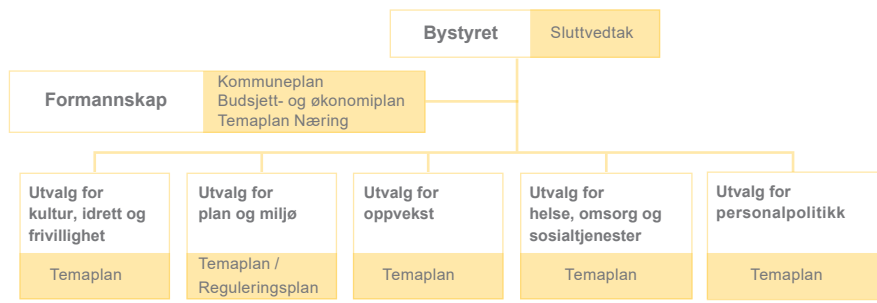 Bystyret
Sluttvedtak
Formannskap
Kommuneplan
Budsjett- og økonomiplan
Temaplan Næring
Utvalg for
kultur, idrett og
frivillighet
Temaplan
Utvalg for
plan og miljø
Temaplan /
Reguleringsplan
Utvalg for
oppvekst
Temaplan
Utvalg for
helse, omsorg og
sosialtjenester
Temaplan
Utvalg for
personalpolitikk
Temaplan